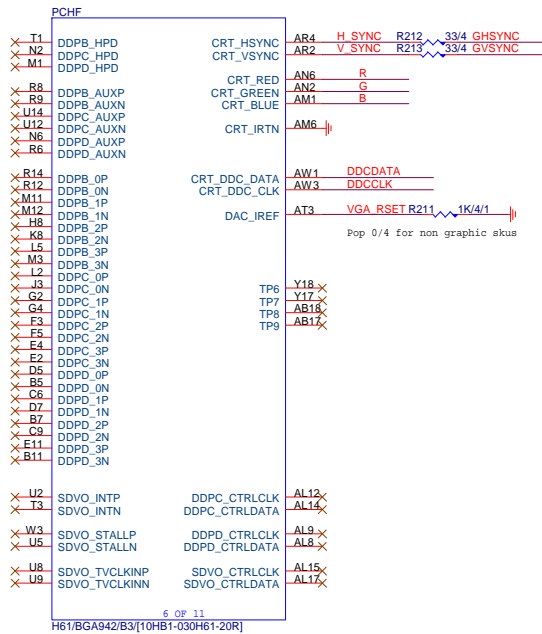 PCHF
T1 DDPB_HPD CRT_HSYNC AR4 H_SYNC R212 33/4 GHSYNC
N2 DDPC_HPD CRT_VSYNC AR2 V_SYNC R213 33/4 GVSYNC
M1 DDPD_HPD
CRT_RED AN6 R
R8 DDPB_AUXP CRT_GREEN AN2 G
R9 DDPB_AUXN CRT_BLUE AM1 B
U14 DDPC_AUXP
U12 DDPC_AUXN CRT_IRTN AM6
N6 DDPD_AUXP
R6 DDPD_AUXN
R14 DDPB_0P CRT_DDC_DATA AW1 DDCDATA
R12 DDPB_0N CRT_DDC_CLK AW3 DDCCLK
M11 DDPB_1P
M12 DDPB_1N DAC_IREF AT3 VGA_RSET R211 1K/4/1
H8 DDPB_2P
Pop 0/4 for non graphic skus
K8 DDPB_2N
L5 DDPB_3P
M3 DDPB_3N
L2 DDPC_0P
J3 DDPC_0N TP6 Y18
G2 DDPC_1P TP7 Y17
G4 DDPC_1N TP8 AB18
F3 DDPC_2P TP9 AB17
F5 DDPC_2N
E4 DDPC_3P
E2 DDPC_3N
D5 DDPD_0P
B5 DDPD_0N
C6 DDPD_1P
D7 DDPD_1N
B7 DDPD_2P
C9 DDPD_2N
E11 DDPD_3P
B11 DDPD_3N
U2 SDVO_INTP DDPC_CTRLCLK AL12
T3 SDVO_INTN DDPC_CTRLDATA AL14
W3 SDVO_STALLP DDPD_CTRLCLK AL9
U5 SDVO_STALLN DDPD_CTRLDATA AL8
U8 SDVO_TVCLKINP SDVO_CTRLCLK AL15
U9 SDVO_TVCLKINN SDVO_CTRLDATA AL17
6 OF 11
H61/BGA942/B3/[10HB1-030H61-20R]